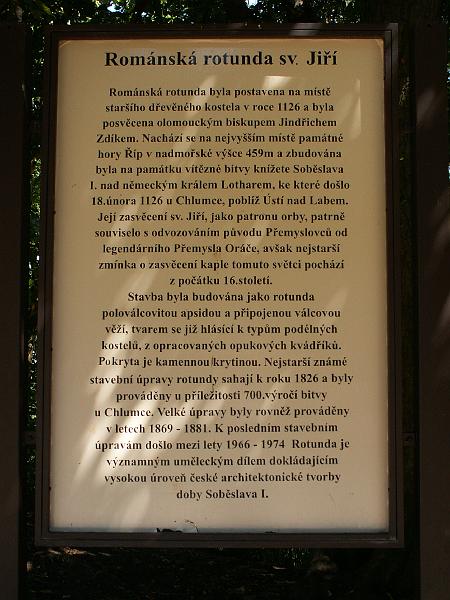 Románská rotunda sv. Jiří
Románská rotunda byla postavena na místě
staršího dřevěného kostela v roce 1126 a byla
posvěcena olomouckým biskupem Jindřichem
Zdíkem. Nachází se na nejvyšším místě památné
hory Říp v nadmořské výšce 459m a zbudována
byla na památku vítězné bitvy knížete Soběslava
I. nad německým králem Lotharem, ke které došlo
18.února 1126 u Chlumce, poblíž Ústí nad Labem.
Její zasvěcení sv. Jiří, jako patronu orby, patrně
souviselo s odvozováním původu Přemyslovců od
legendárního Přemysla Oráče, avšak nejstarší
zmínka o zasvěcení kaple tomuto světci pochází
z počátku 16.století.
Stavba byla budována jako rotunda
poloválcovitou apsidou a připojenou válcovou
věží, tvarem se již hlásící k typům podélných
kostelů, z opracovaných opukových kvádříků.
Pokryta je kamennou krytinou. Nejstarší známé
stavební úpravy rotundy sahají k roku 1826 a byly
prováděny u příležitosti 700.výročí bitvy
u Chlumce. Velké úpravy byly rovněž prováděny
v letech 1869 - 1881. K posledním stavebním
úpravám došlo mezi lety 1966 - 1974 Rotunda je
významným uměleckým dílem dokládajícím
vysokou úroveň české architektonické tvorby
doby Soběslava I.